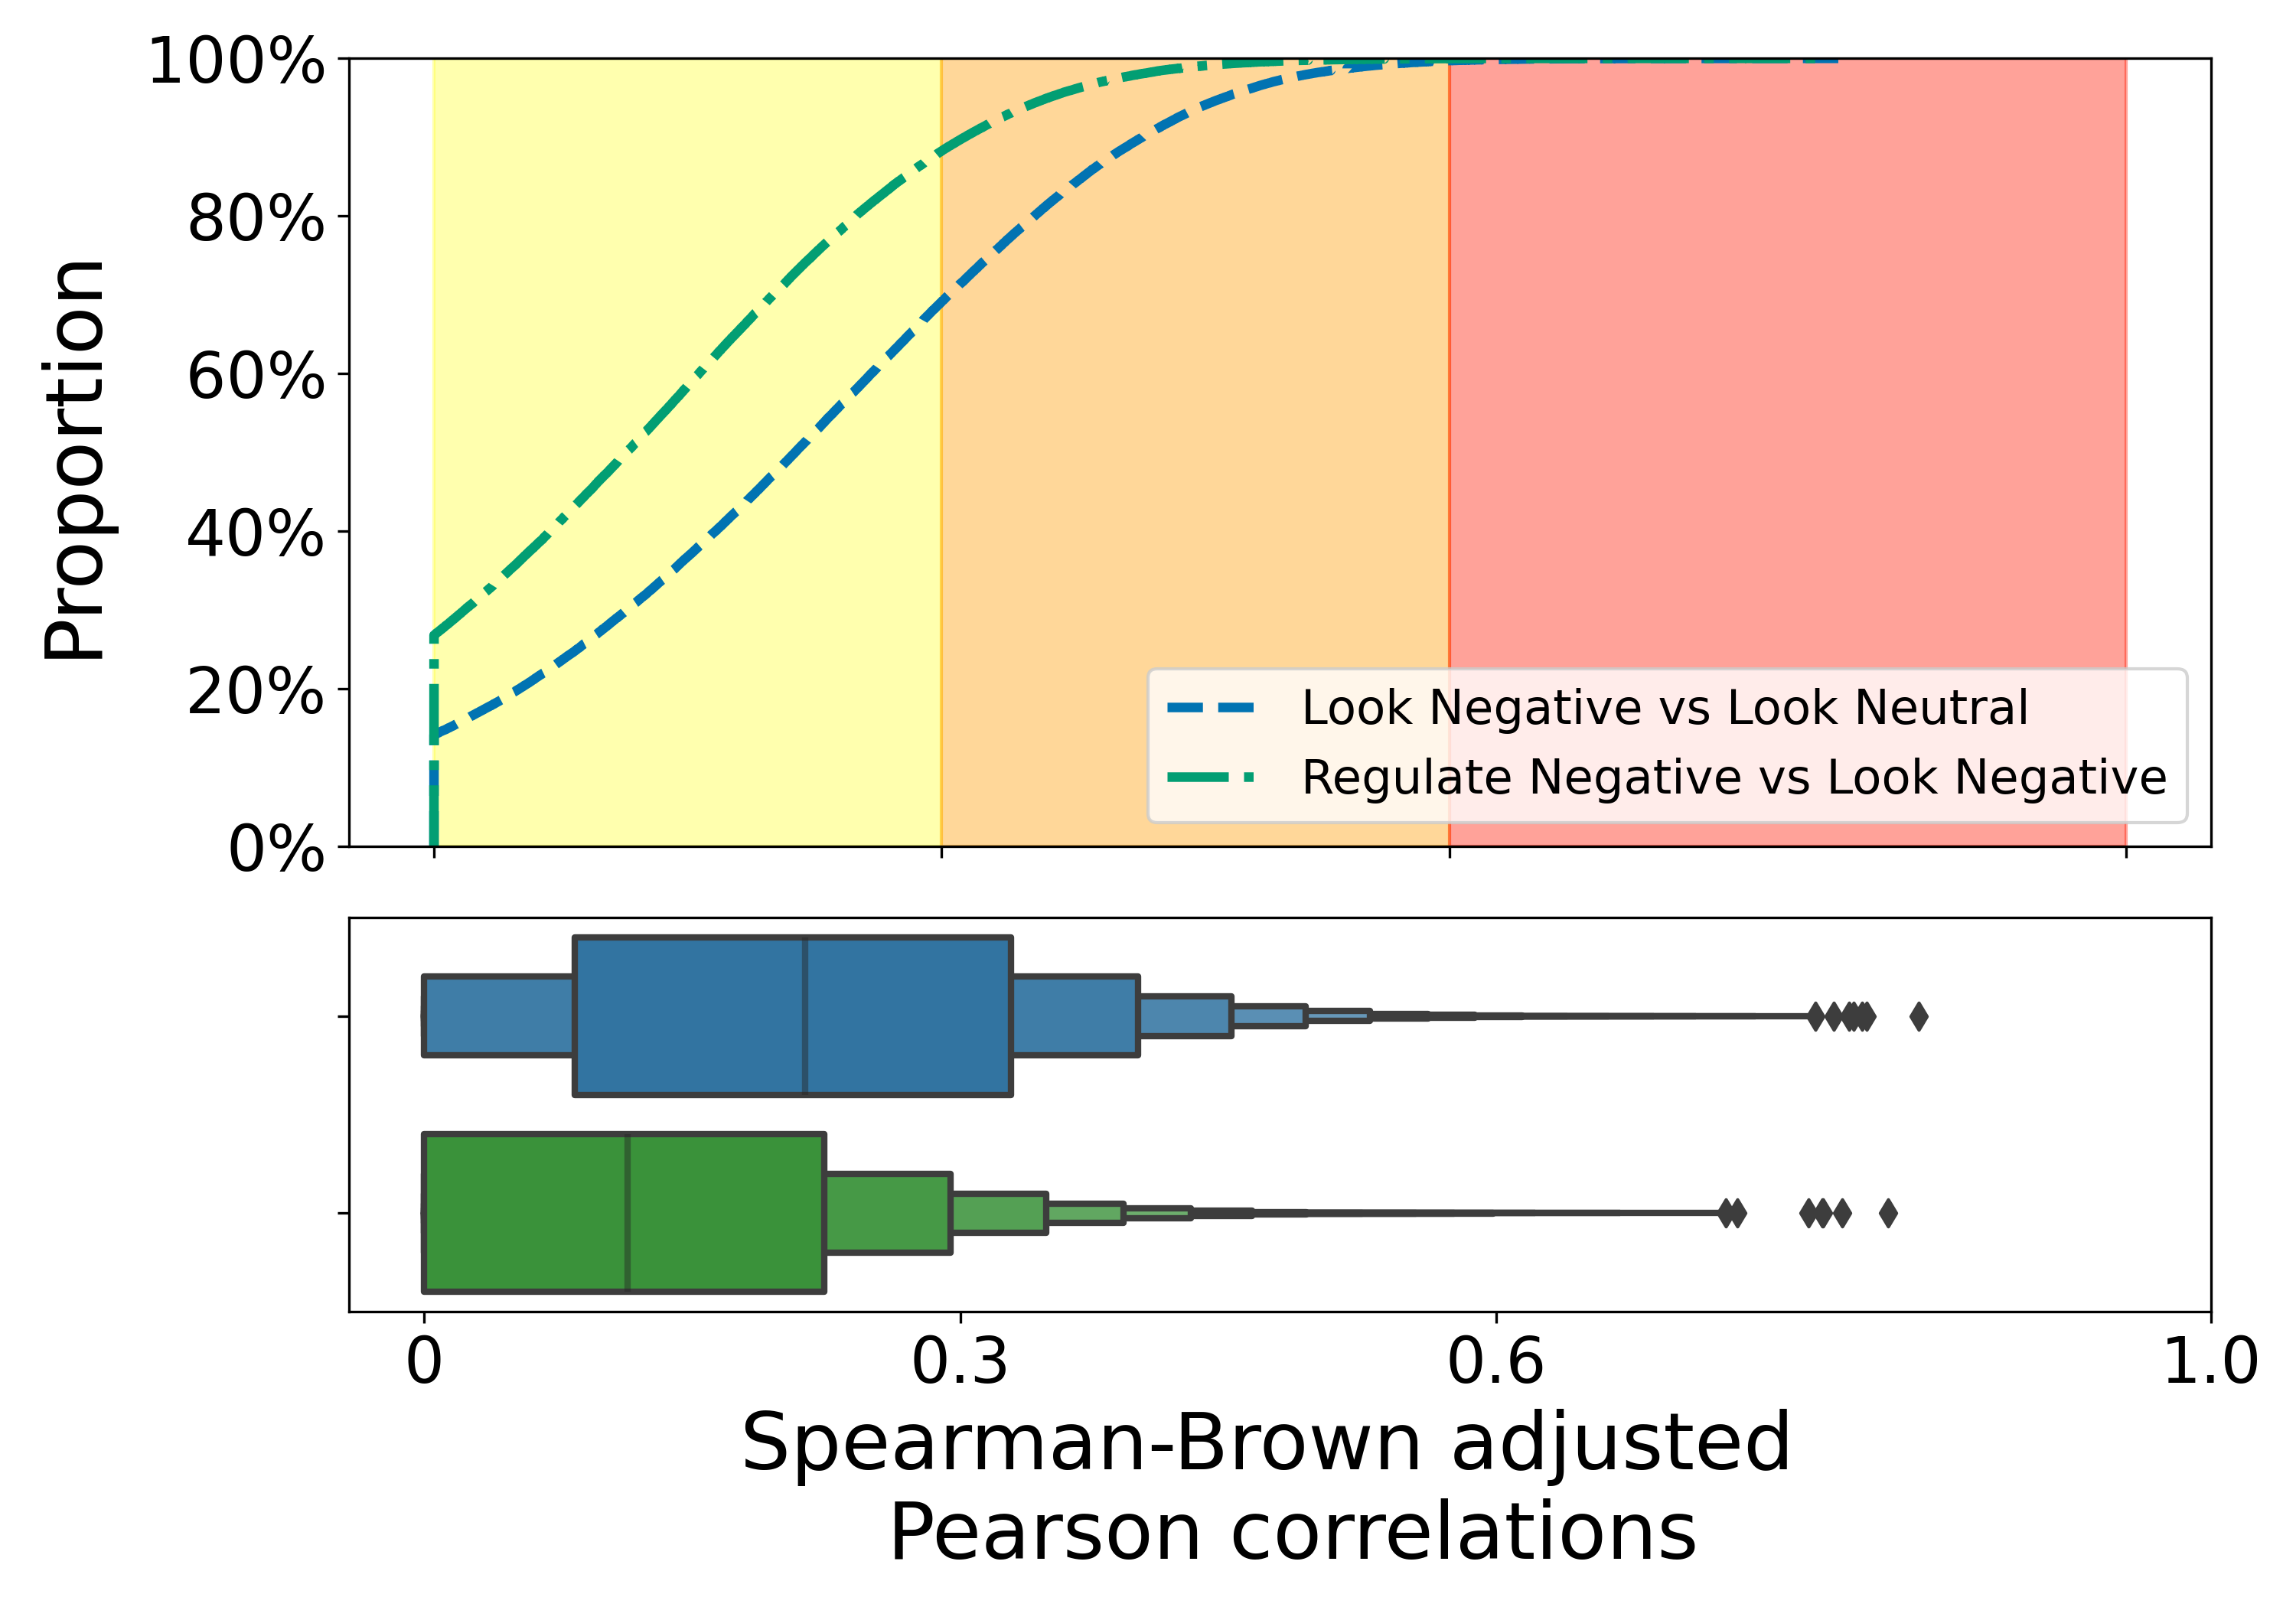 100%
80%
60%
40%
20%
0%
Proportion
Look Negative vs Look Neutral
Regulate Negative vs Look Negative
0 0.3 0.6 1.0
Spearman-Brown adjusted
Pearson correlations